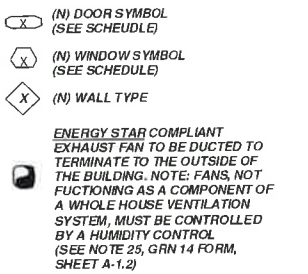 X
(N) DOOR SYMBOL
(SEE SCHEUDLE)
X
(N) WINDOW SYMBOL
(SEE SCHEDULE)
X
(N) WALL TYPE
ENERGY STAR COMPLIANT
EXHAUST FAN TO BE DUCTED TO
TERMINATE TO THE OUTSIDE OF
THE BUILDING. NOTE: FANS, NOT
FUCTIONING AS A COMPONENT OF
A WHOLE HOUSE VENTILATION
SYSTEM, MUST BE CONTROLLED
BY A HUMIDITY CONTROL
(SEE NOTE 25, GRN 14 FORM,
SHEET A-1.2)